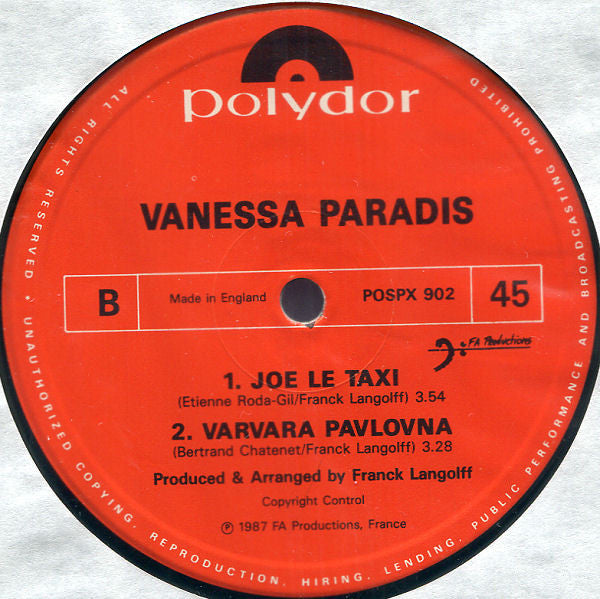 polydor
VANESSA PARADIS
B
Made in England
POSPX 902
45
FA Productions
1. JOE LE TAXI
(Etienne Roda-Gil/Franck Langolff) 3.54
2. VARVARA PAVLOVNA
(Bertrand Chatenet/Franck Langolff) 3.28
Produced & Arranged by Franck Langolff
Copyright Control
℗ 1987 FA Productions, France
ALL RIGHTS RESERVED • UNAUTHORIZED COPYING, REPRODUCTION, HIRING, LENDING, PUBLIC PERFORMANCE AND BROADCASTING PROHIBITED